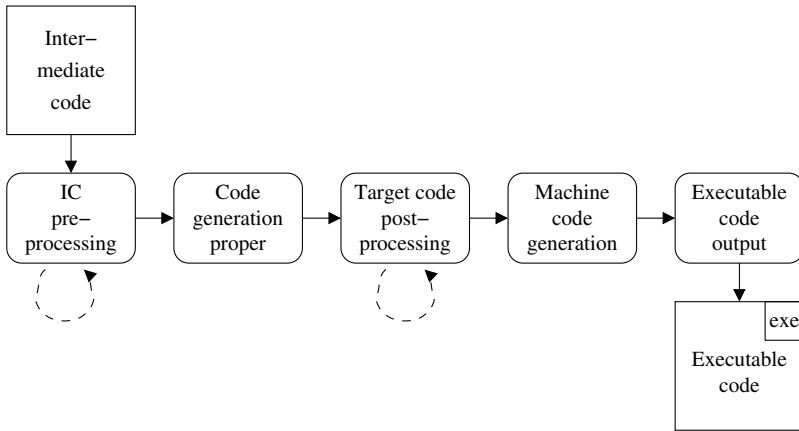 Inter–
mediate
code
IC
pre–
processing
Code
generation
proper
Target code
post–
processing
Machine
code
generation
Executable
code
output
exe
Executable
code